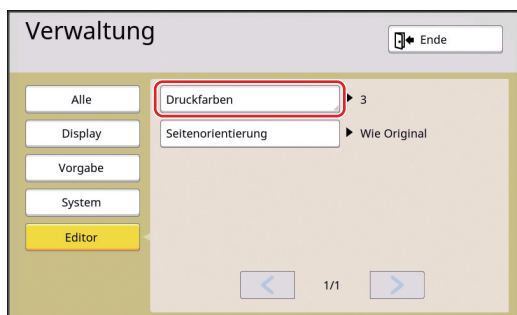 Verwaltung
Ende
Alle
Display
Vorgabe
System
Editor
Druckfarben
3
Seitenorientierung
Wie Original
1/1